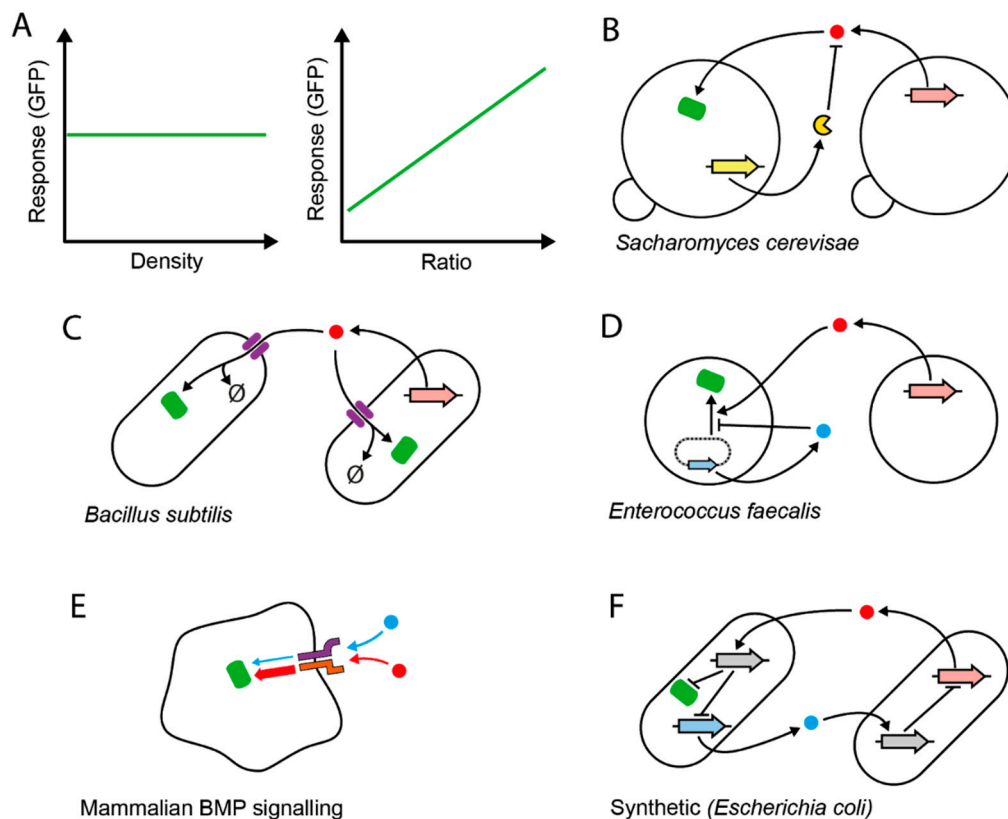 A
Response (GFP)
Density
Response (GFP)
Ratio
B
Sacharomyces cerevisae
C
Ø
Ø
Bacillus subtilis
D
Enterococcus faecalis
E
Mammalian BMP signalling
F
Synthetic (Escherichia coli)